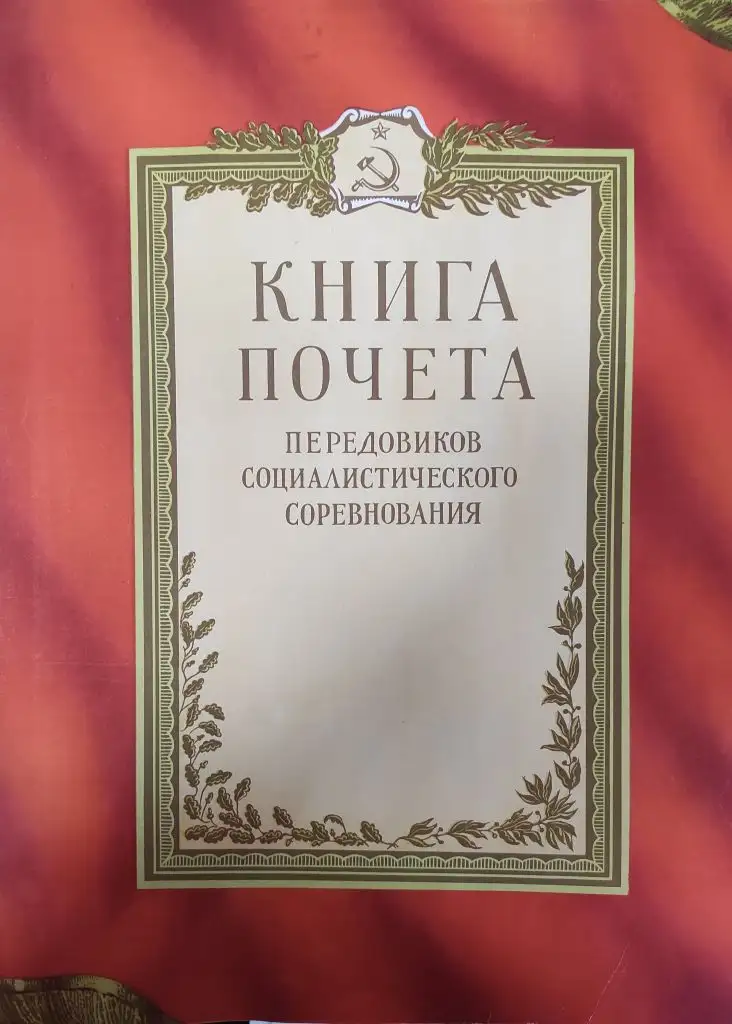 КНИГА
ПОЧЕТА
ПЕРЕДОВИКОВ
СОЦИАЛИСТИЧЕСКОГО
СОРЕВНОВАНИЯ